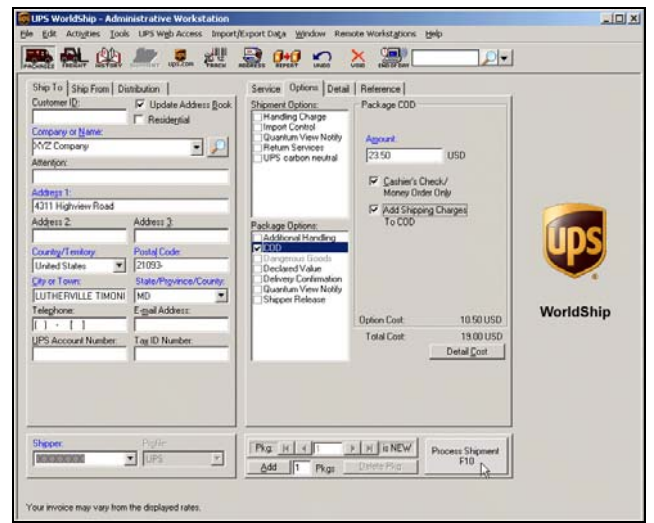 UPS WorldShip - Administrative Workstation
File Edit Activities Tools UPS Web Access Import/Export Data Window Remote Workstations Help
PACKAGE FREIGHT HISTORY SUPPORT UPS.COM TRACK ADDRESS REPORT UNDO VOID END OF DAY
Ship To Ship From Distribution
Customer ID:
Update Address Book
Residential
Company or Name:
XYZ Company
Attention:
Address 1:
4311 Highview Road
Address 2: Address 3:
Country/Territory: Postal Code:
United States 21093-
City or Town: State/Province/County:
LUTHERVILLE TIMONI MD
Telephone: E-mail Address:
( ) - [ ]
UPS Account Number: Tax ID Number:
Shipper: Profile:
XXXXXXXX UPS
Service Options Detail Reference
Shipment Options:
Handling Charge
Import Control
Quantum View Notify
Return Services
UPS carbon neutral
Package Options:
Additional Handling
COD
Dangerous Goods
Declared Value
Delivery Confirmation
Quantum View Notify
Shipper Release
Package COD
Amount:
23.50 USD
Cashier's Check/
Money Order Only
Add Shipping Charges
To COD
Option Cost: 10.50 USD
Total Cost: 19.00 USD
Detail Cost
Pkg: 1 is NEW
Add 1 Pkgs Delete Pkg
Process Shipment
F10
ups
WorldShip
Your invoice may vary from the displayed rates.